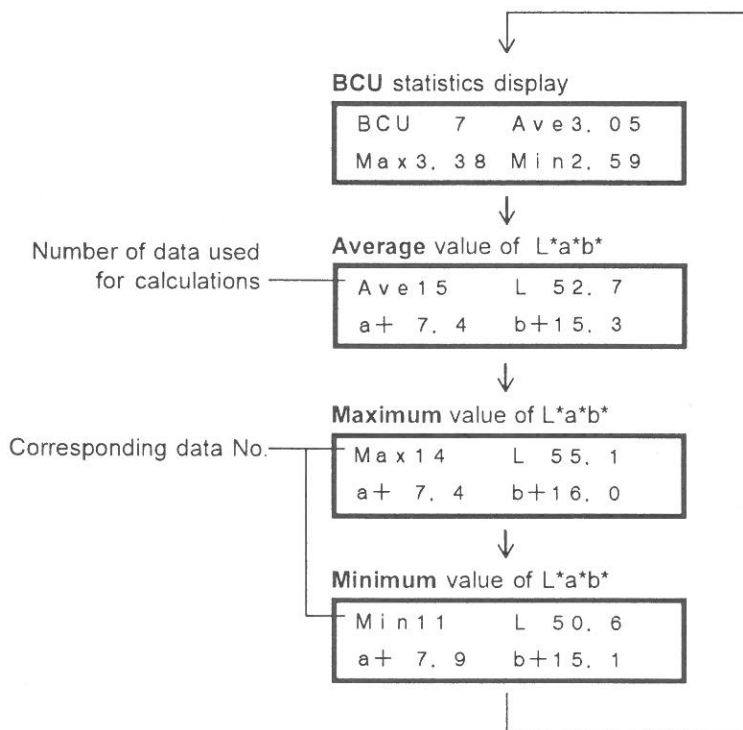 BCU statistics display
BCU 7 Ave3. 05
Max3. 38 Min2. 59
Number of data used
for calculations
Average value of L*a*b*
Ave15 L 52. 7
a+ 7. 4 b+15. 3
Maximum value of L*a*b*
Corresponding data No.
Max14 L 55. 1
a+ 7. 4 b+16. 0
Minimum value of L*a*b*
Min11 L 50. 6
a+ 7. 9 b+15. 1